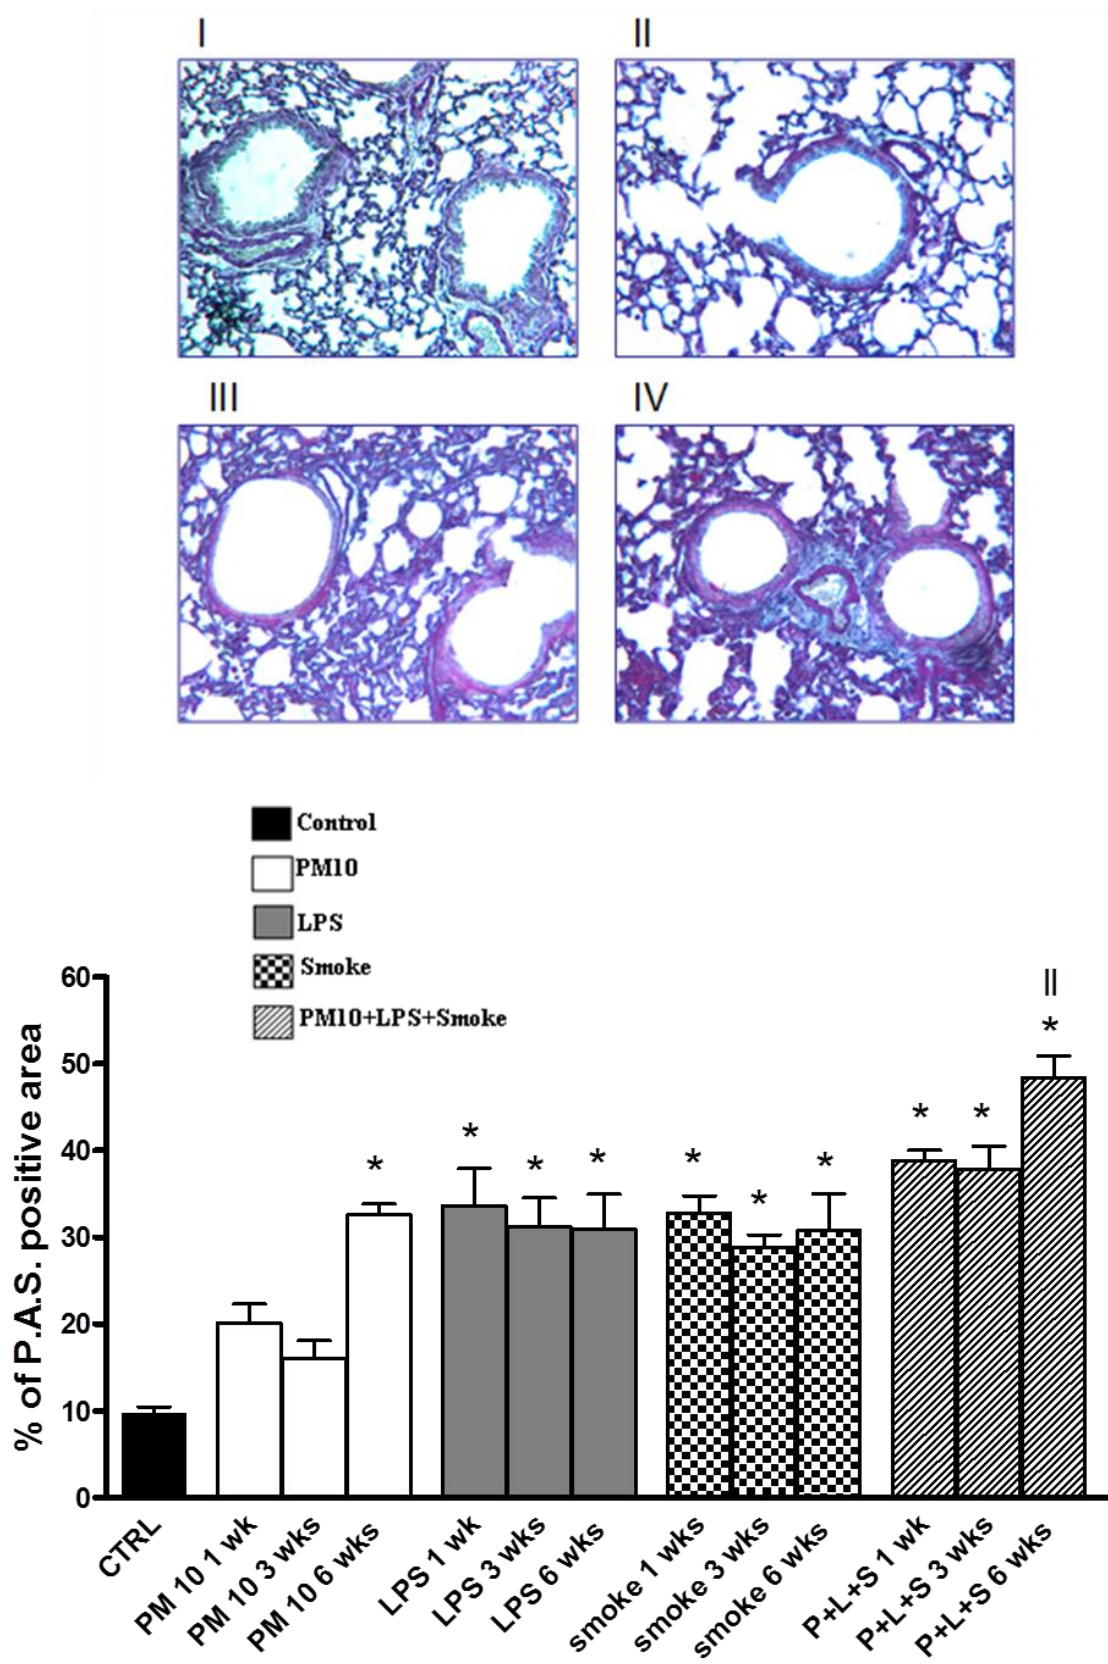 I
II
III
IV
Control
PM10
LPS
Smoke
PM10+LPS+Smoke
% of P.A.S. positive area
60
50
40
30
20
10
0
*
*
*
*
*
*
*
*
*
||
*
CTRL
PM 10 1 wk
PM 10 3 wks
PM 10 6 wks
LPS 1 wk
LPS 3 wks
LPS 6 wks
smoke 1 wks
smoke 3 wks
smoke 6 wks
P+L+S 1 wk
P+L+S 3 wks
P+L+S 6 wks